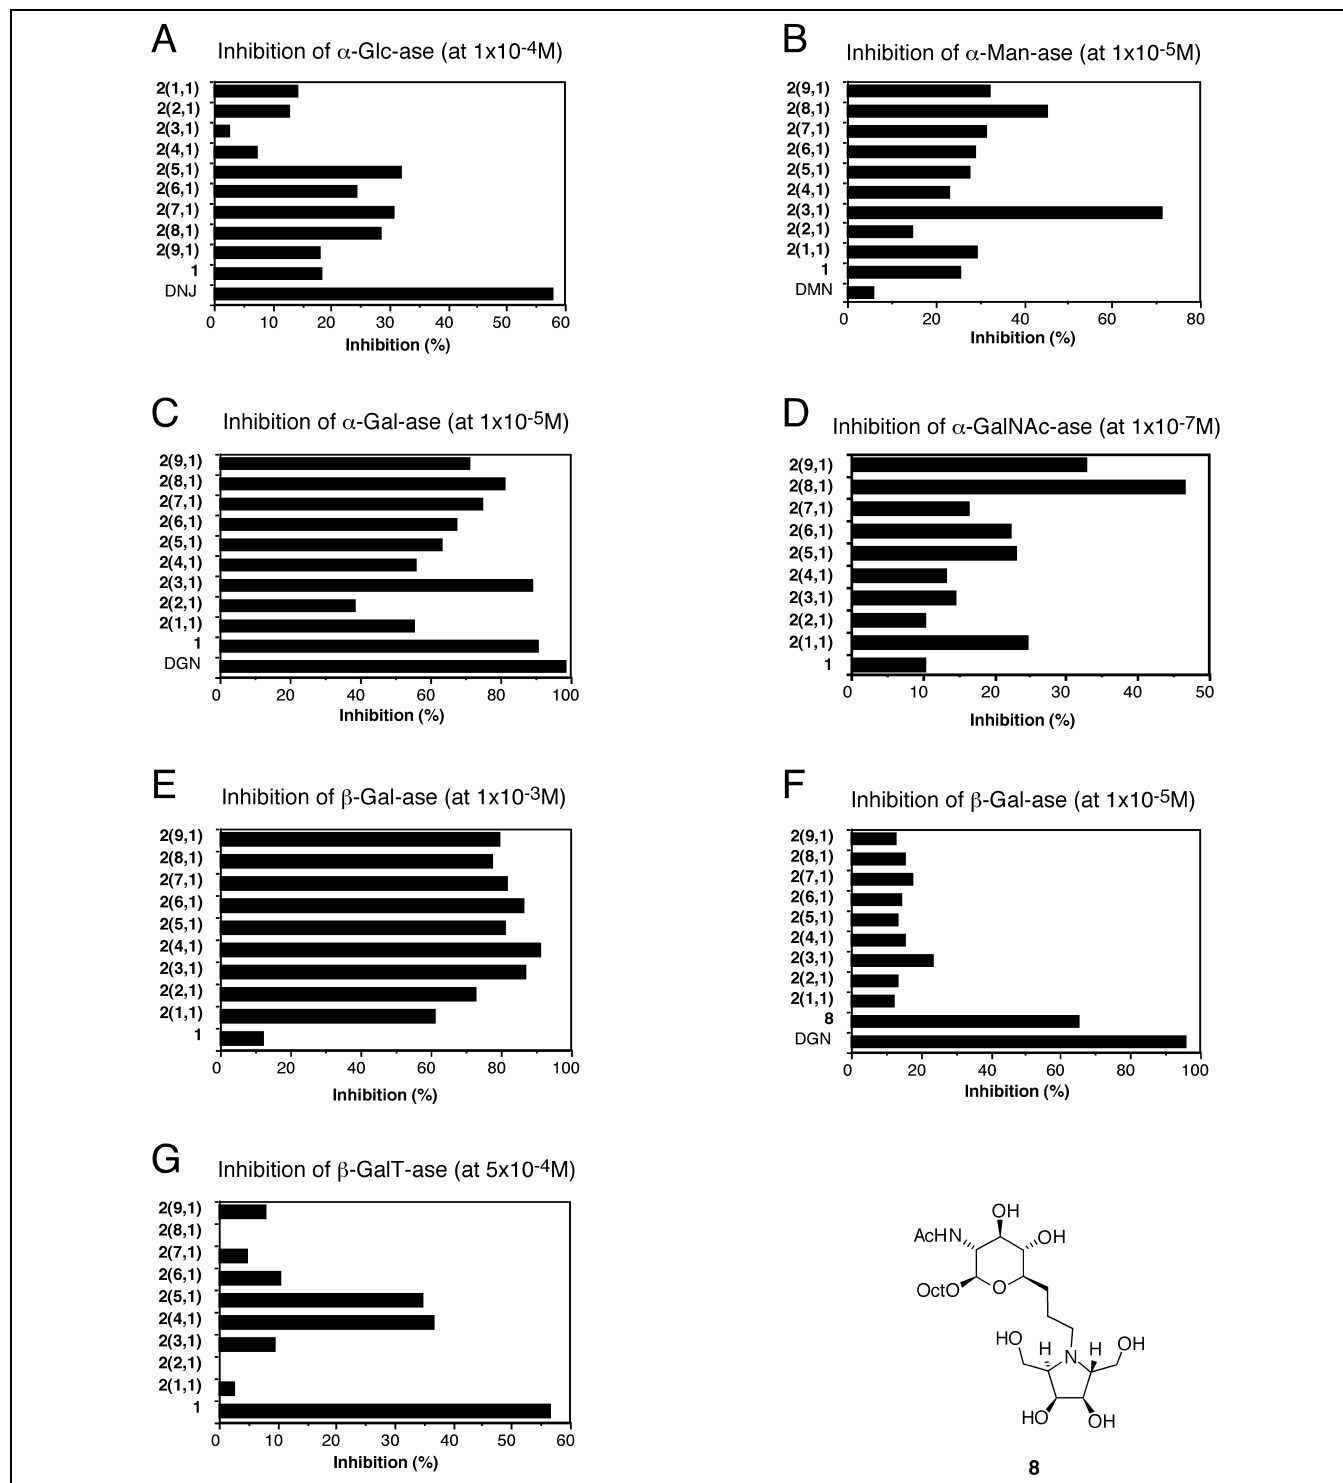 A
Inhibition of α-Glc-ase (at 1x10-4M)
2(1,1)
2(2,1)
2(3,1)
2(4,1)
2(5,1)
2(6,1)
2(7,1)
2(8,1)
2(9,1)
1
DNJ
0 10 20 30 40 50 60
Inhibition (%)
B
Inhibition of α-Man-ase (at 1x10-5M)
2(9,1)
2(8,1)
2(7,1)
2(6,1)
2(5,1)
2(4,1)
2(3,1)
2(2,1)
2(1,1)
1
DMN
0 20 40 60 80
Inhibition (%)
C
Inhibition of α-Gal-ase (at 1x10-5M)
2(9,1)
2(8,1)
2(7,1)
2(6,1)
2(5,1)
2(4,1)
2(3,1)
2(2,1)
2(1,1)
1
DGN
0 20 40 60 80 100
Inhibition (%)
D
Inhibition of α-GalNAc-ase (at 1x10-7M)
2(9,1)
2(8,1)
2(7,1)
2(6,1)
2(5,1)
2(4,1)
2(3,1)
2(2,1)
2(1,1)
1
0 10 20 30 40 50
Inhibition (%)
E
Inhibition of β-Gal-ase (at 1x10-3M)
2(9,1)
2(8,1)
2(7,1)
2(6,1)
2(5,1)
2(4,1)
2(3,1)
2(2,1)
2(1,1)
1
0 20 40 60 80 100
Inhibition (%)
F
Inhibition of β-Gal-ase (at 1x10-5M)
2(9,1)
2(8,1)
2(7,1)
2(6,1)
2(5,1)
2(4,1)
2(3,1)
2(2,1)
2(1,1)
8
DGN
0 20 40 60 80 100
Inhibition (%)
G
Inhibition of β-GalT-ase (at 5x10-4M)
2(9,1)
2(8,1)
2(7,1)
2(6,1)
2(5,1)
2(4,1)
2(3,1)
2(2,1)
2(1,1)
1
0 10 20 30 40 50 60
Inhibition (%)
OH
AcHN OH
OctO O
HO H N H OH
HO OH
8